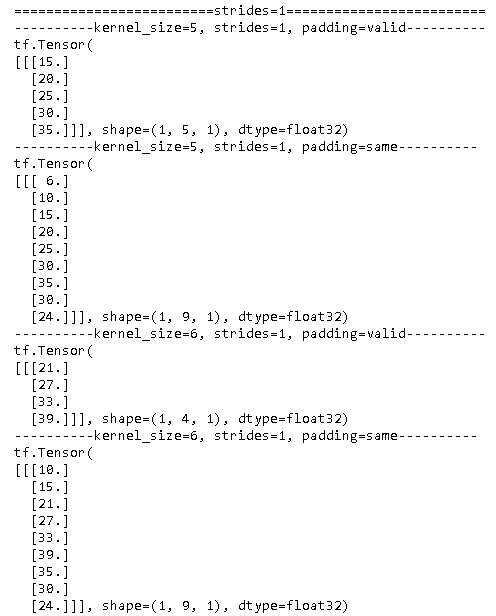 =========================strides=1=========================
----------kernel_size=5, strides=1, padding=valid----------
tf.Tensor(
[[[15.]
  [20.]
  [25.]
  [30.]
  [35.]]], shape=(1, 5, 1), dtype=float32)
----------kernel_size=5, strides=1, padding=same----------
tf.Tensor(
[[[ 6.]
  [10.]
  [15.]
  [20.]
  [25.]
  [30.]
  [35.]
  [30.]
  [24.]]], shape=(1, 9, 1), dtype=float32)
----------kernel_size=6, strides=1, padding=valid----------
tf.Tensor(
[[[21.]
  [27.]
  [33.]
  [39.]]], shape=(1, 4, 1), dtype=float32)
----------kernel_size=6, strides=1, padding=same----------
tf.Tensor(
[[[10.]
  [15.]
  [21.]
  [27.]
  [33.]
  [39.]
  [35.]
  [30.]
  [24.]]], shape=(1, 9, 1), dtype=float32)